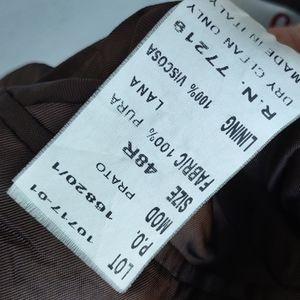 LOT 10/17-01
P.O. 16820/1
MOD PRATO
SIZE 48R
FABRIC 100% PURA LANA
LINING 100% VISCOSA
R.N. 77219
DRY CLEAN ONLY
MADE IN ITALY